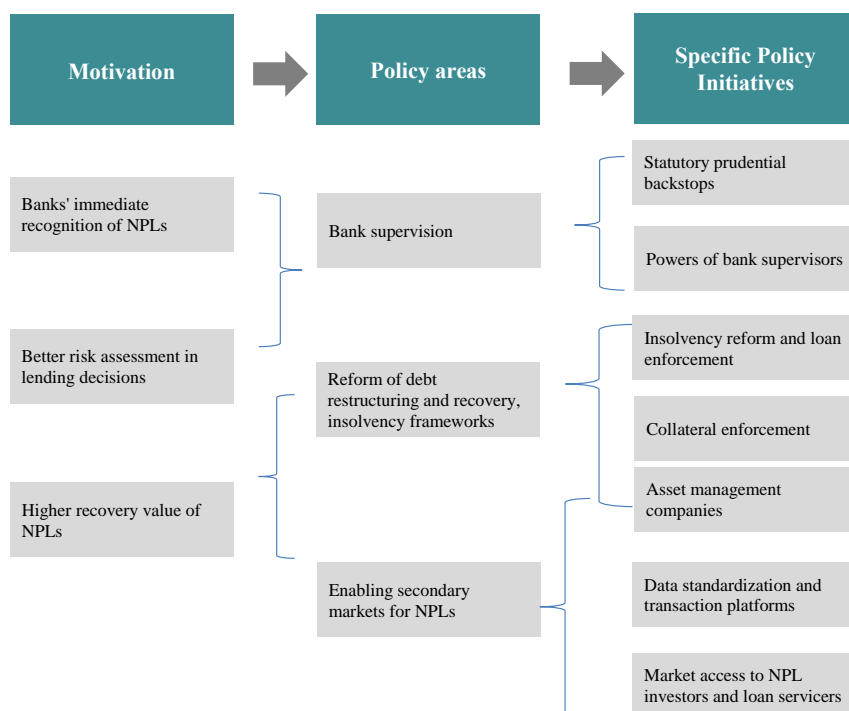 Motivation
Policy areas
Specific Policy
Initiatives
Banks' immediate
recognition of NPLs
Better risk assessment in
lending decisions
Higher recovery value of
NPLs
Bank supervision
Reform of debt
restructuring and recovery,
insolvency frameworks
Enabling secondary
markets for NPLs
Statutory prudential
backstops
Powers of bank supervisors
Insolvency reform and loan
enforcement
Collateral enforcement
Asset management
companies
Data standardization and
transaction platforms
Market access to NPL
investors and loan servicers